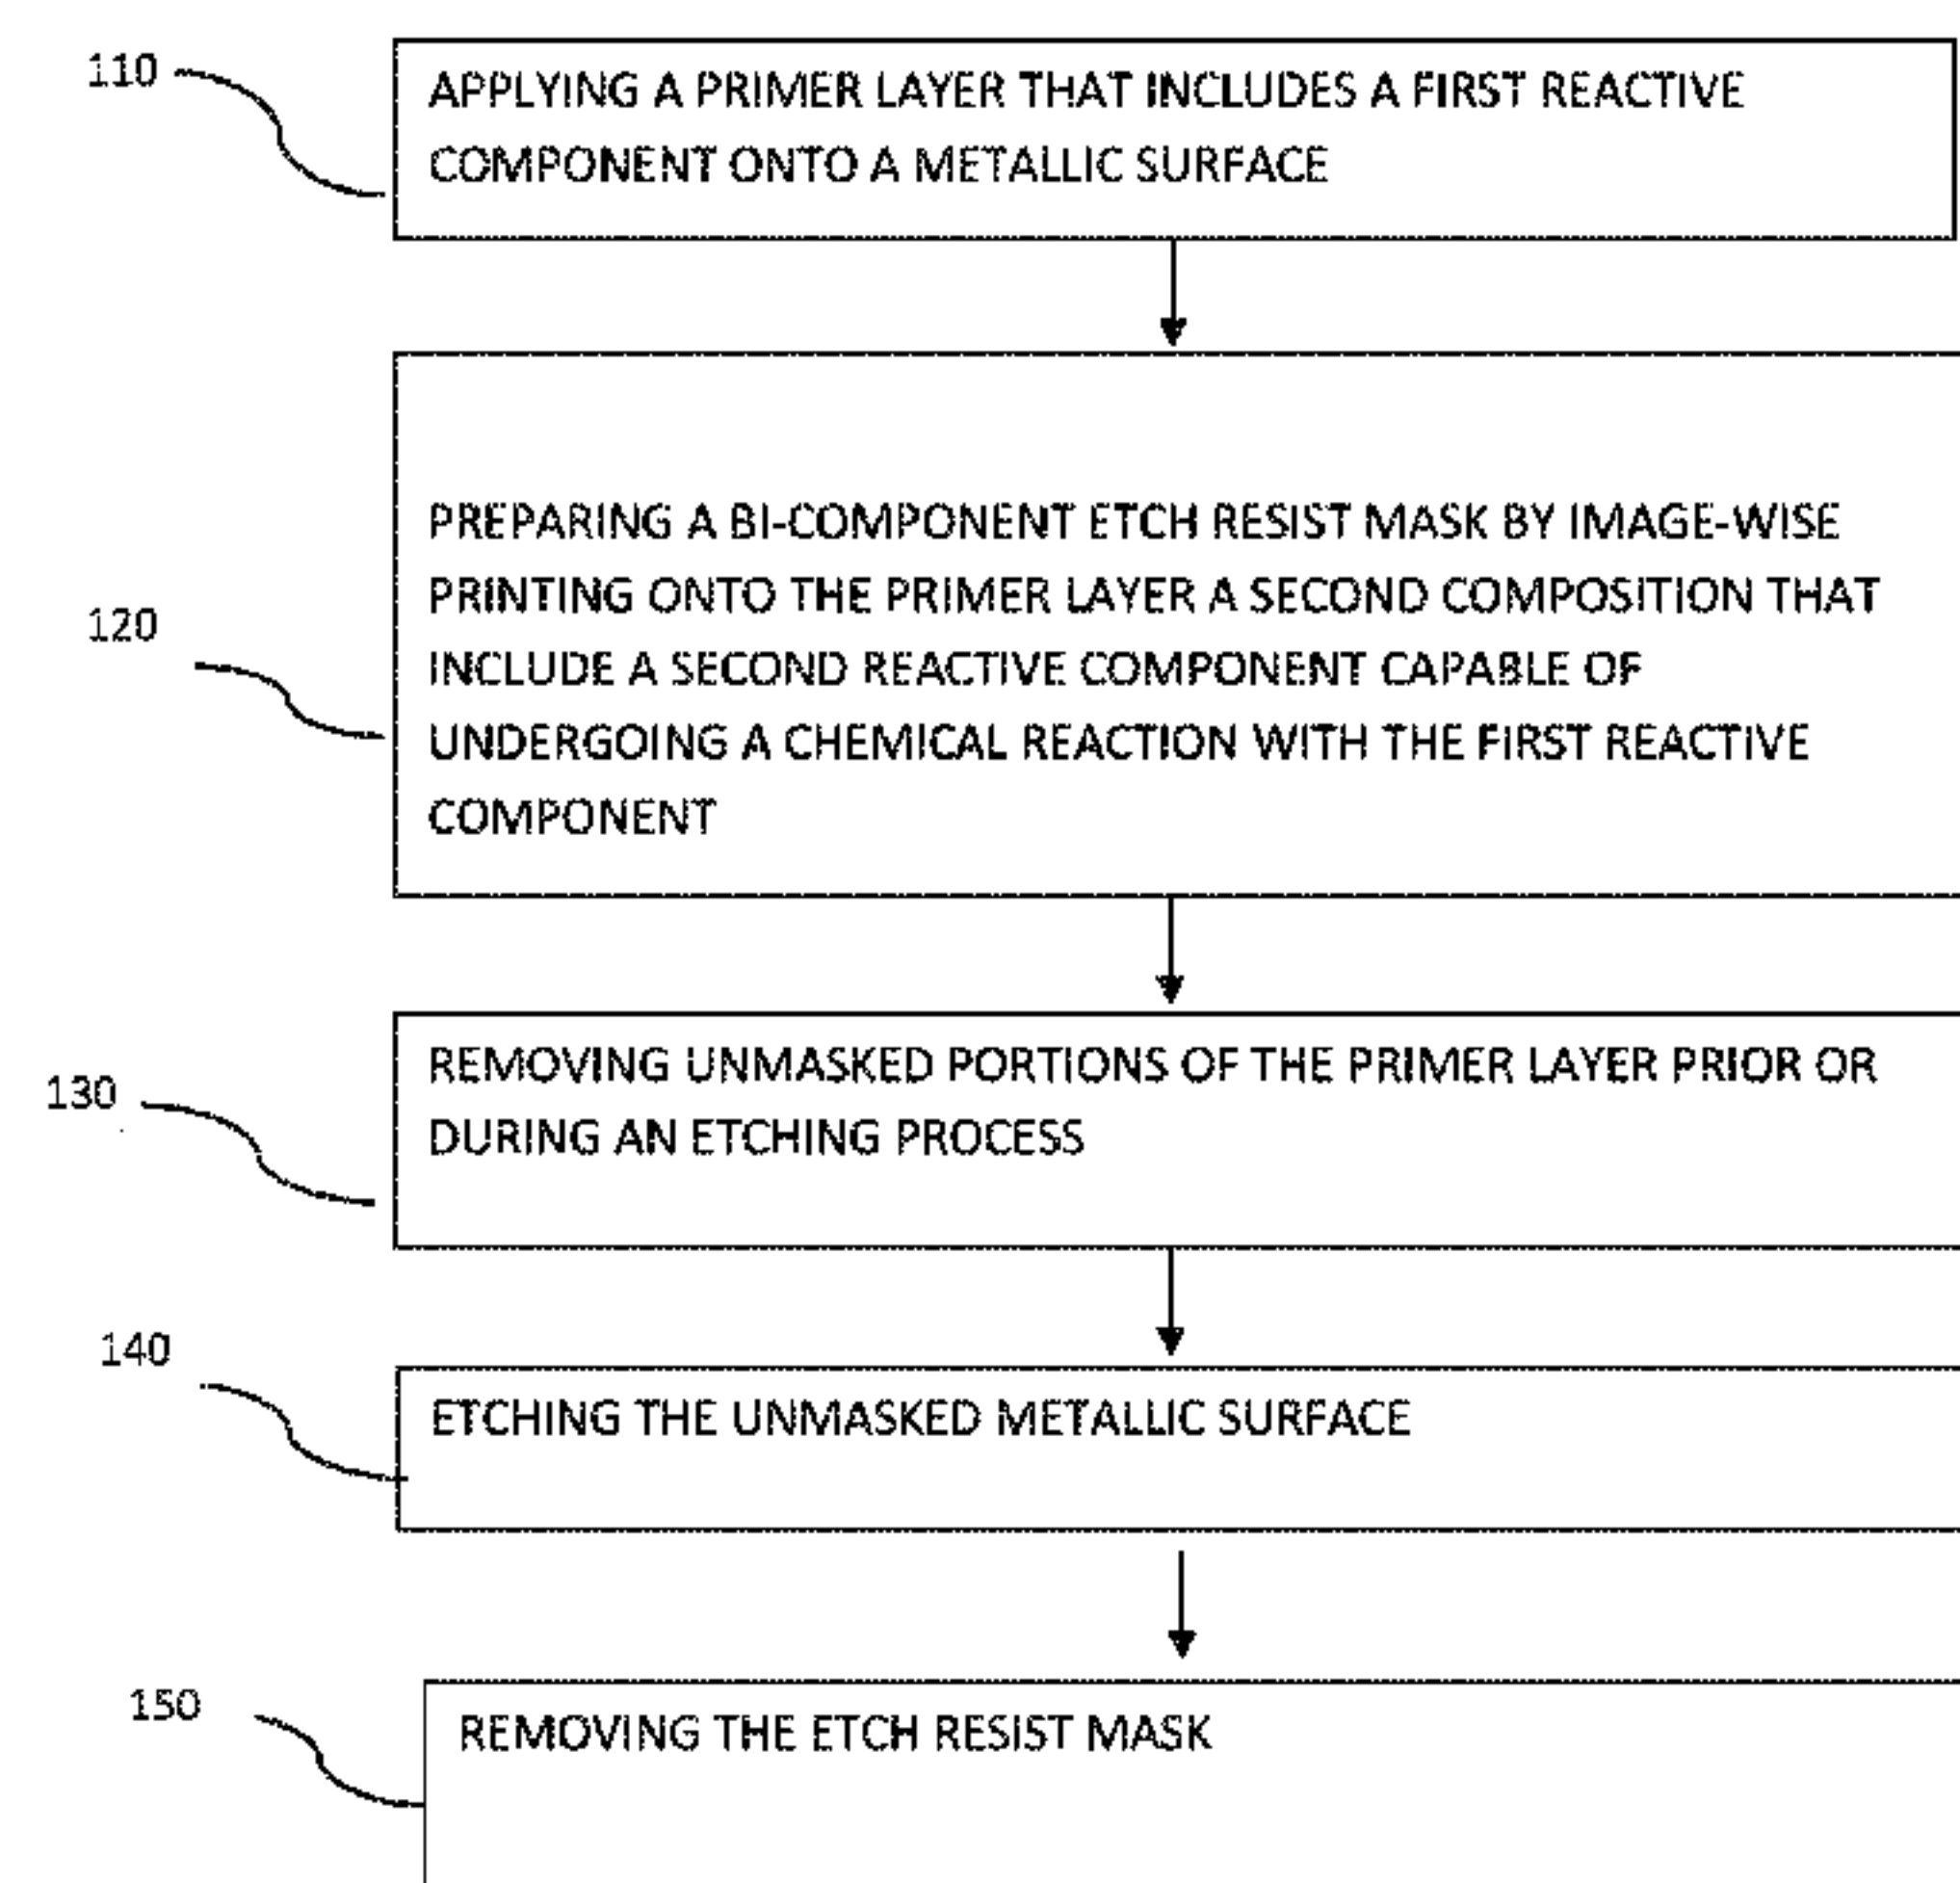 110
APPLYING A PRIMER LAYER THAT INCLUDES A FIRST REACTIVE
COMPONENT ONTO A METALLIC SURFACE
120
PREPARING A BI-COMPONENT ETCH RESIST MASK BY IMAGE-WISE
PRINTING ONTO THE PRIMER LAYER A SECOND COMPOSITION THAT
INCLUDE A SECOND REACTIVE COMPONENT CAPABLE OF
UNDERGOING A CHEMICAL REACTION WITH THE FIRST REACTIVE
COMPONENT
130
REMOVING UNMASKED PORTIONS OF THE PRIMER LAYER PRIOR OR
DURING AN ETCHING PROCESS
140
ETCHING THE UNMASKED METALLIC SURFACE
150
REMOVING THE ETCH RESIST MASK